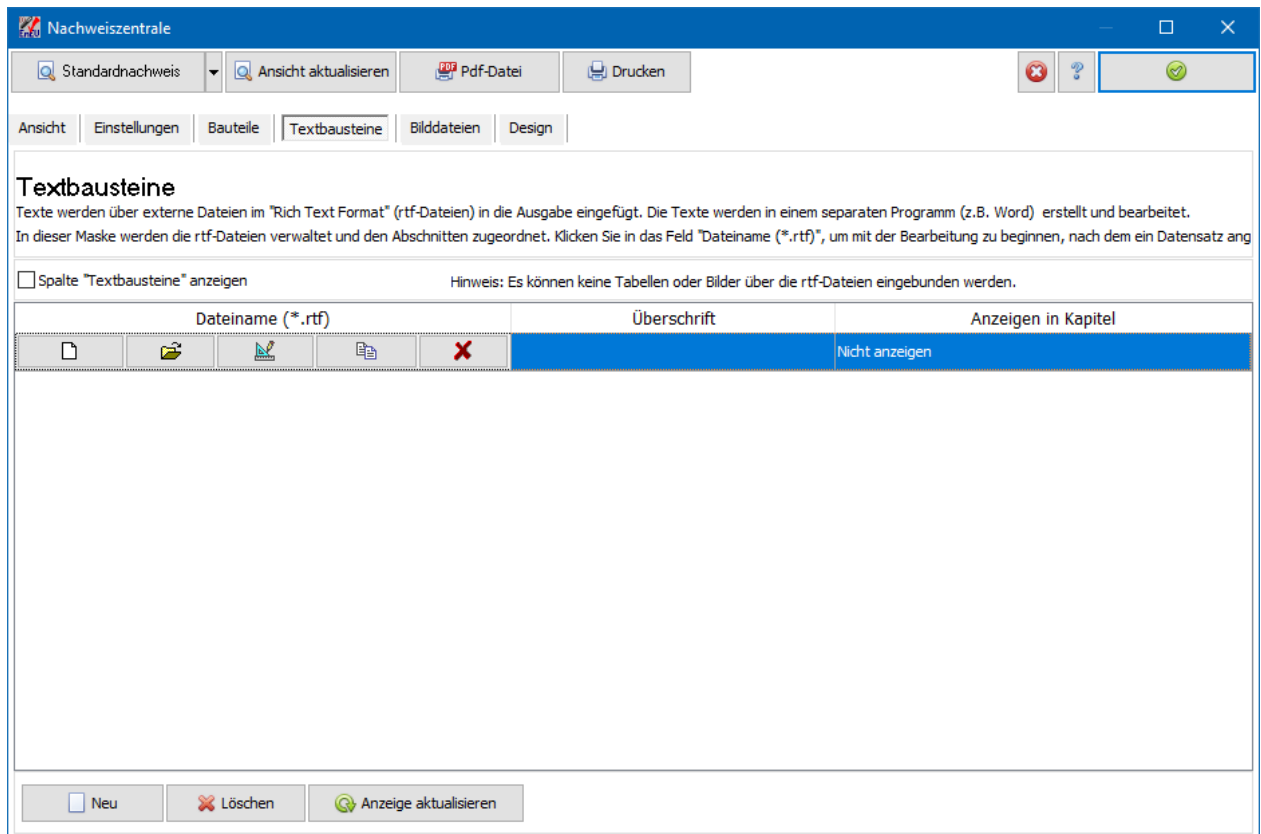 Nachweiszentrale
Standardnachweis Ansicht aktualisieren Pdf-Datei Drucken
Ansicht Einstellungen Bauteile Textbausteine Bilddateien Design
Textbausteine
Texte werden über externe Dateien im "Rich Text Format" (rtf-Dateien) in die Ausgabe eingefügt. Die Texte werden in einem separaten Programm (z.B. Word) erstellt und bearbeitet.
In dieser Maske werden die rtf-Dateien verwaltet und den Abschnitten zugeordnet. Klicken Sie in das Feld "Dateiname (*.rtf)", um mit der Bearbeitung zu beginnen, nach dem ein Datensatz ang
Spalte "Textbausteine" anzeigen Hinweis: Es können keine Tabellen oder Bilder über die rtf-Dateien eingebunden werden.
Dateiname (*.rtf) Überschrift Anzeigen in Kapitel
Nicht anzeigen
Neu Löschen Anzeige aktualisieren